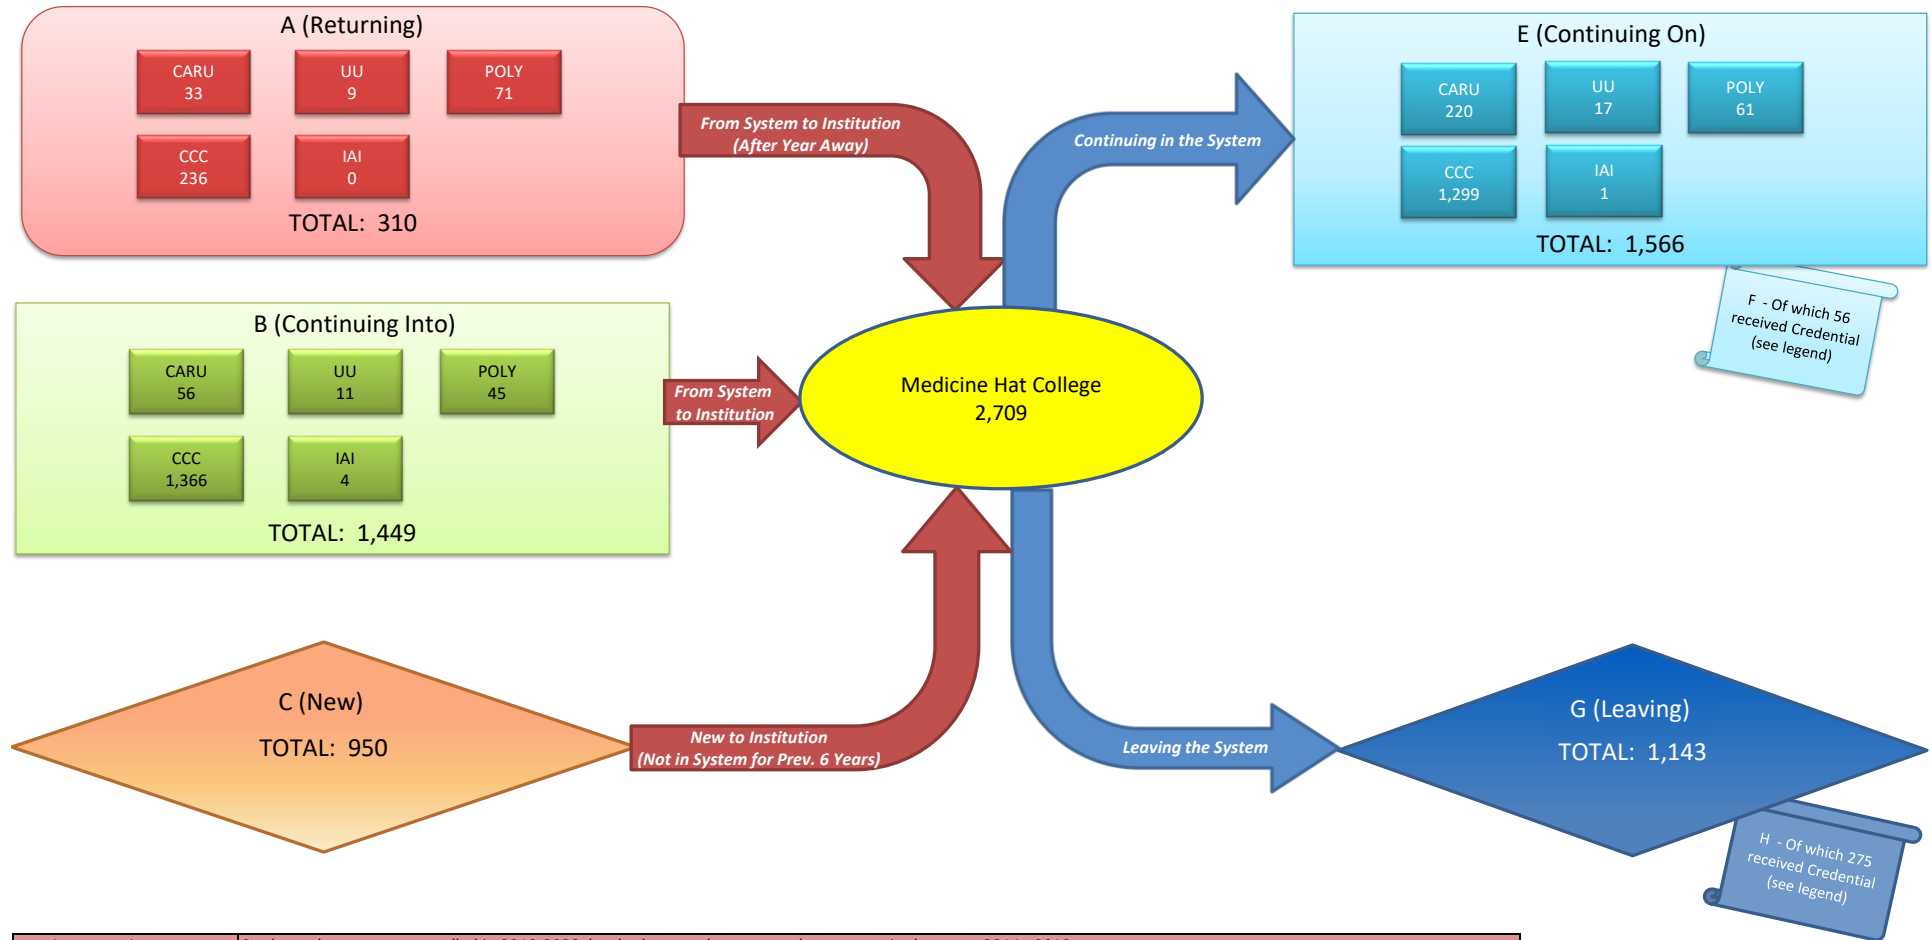 A (Returning)
CARU
33
UU
9
POLY
71
CCC
236
IAI
0
TOTAL: 310
From System to Institution
(After Year Away)
B (Continuing Into)
CARU
56
UU
11
POLY
45
CCC
1,366
IAI
4
TOTAL: 1,449
From System
to Institution
C (New)
TOTAL: 950
New to Institution
(Not in System for Prev. 6 Years)
Medicine Hat College
2,709
Continuing in the System
E (Continuing On)
CARU
220
UU
17
POLY
61
CCC
1,299
IAI
1
TOTAL: 1,566
F - Of which 56
received Credential
(see legend)
Leaving the System
G (Leaving)
TOTAL: 1,143
H - Of which 275
received Credential
(see legend)